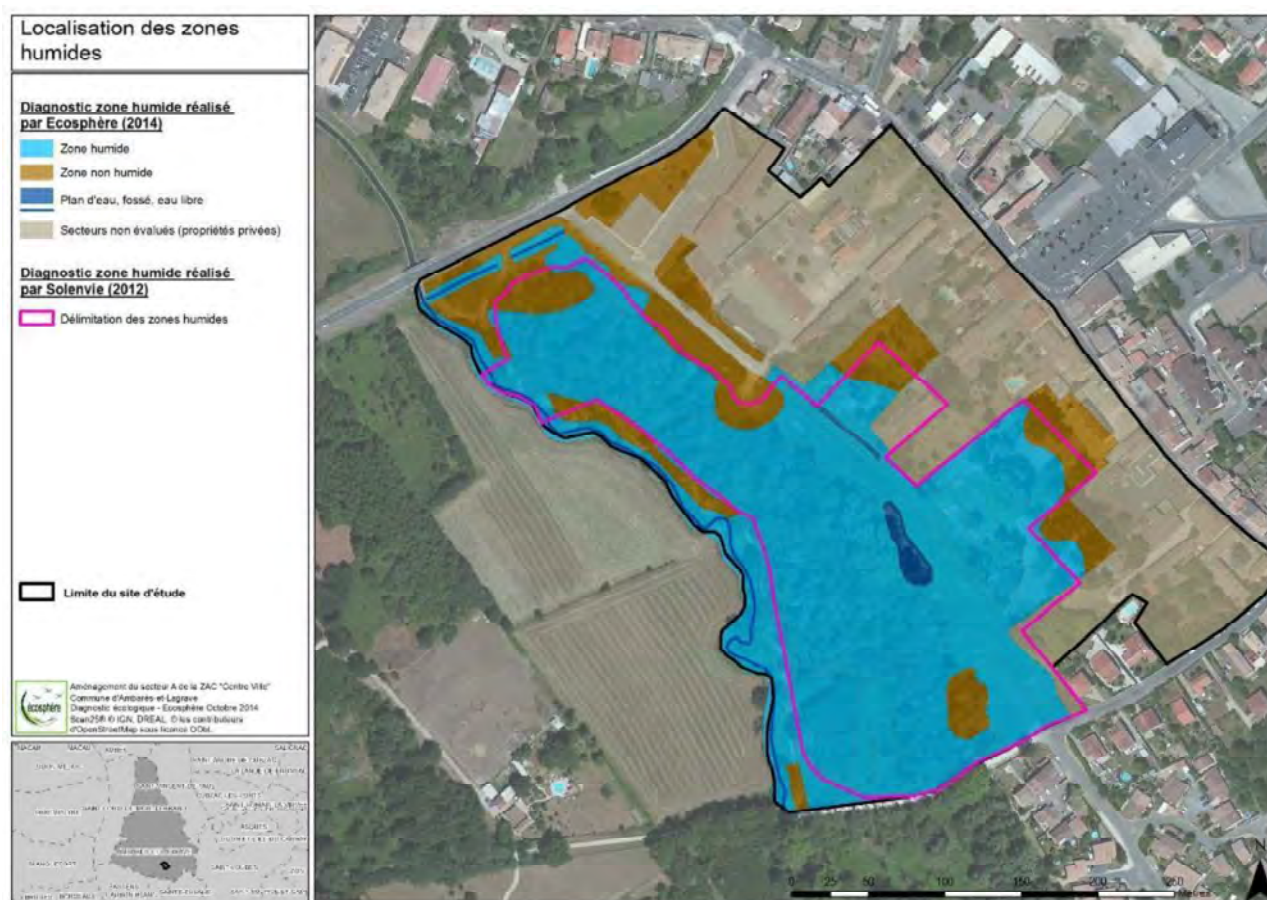 Localisation des zones
humides
Diagnostic zone humide réalisé
par Ecosphère (2014)
Zone humide
Zone non humide
Plan d'eau, fossé, eau libre
Secteurs non évalués (propriétés privées)
Diagnostic zone humide réalisé
par Solenvie (2012)
Délimitation des zones humides
Limite du site d'étude
écosphère
Aménagement du secteur A de la ZAC "Centre Ville"
Commune d'Ambarès-et-Lagrave
Diagnostic écologique - Ecosphère Octobre 2014
Scan25® © IGN, DREAL, © les contributeurs
d'OpenStreetMap sous licence ODbL
MACAU
AMBES
N
0 50 100 150 200 250
Mètres